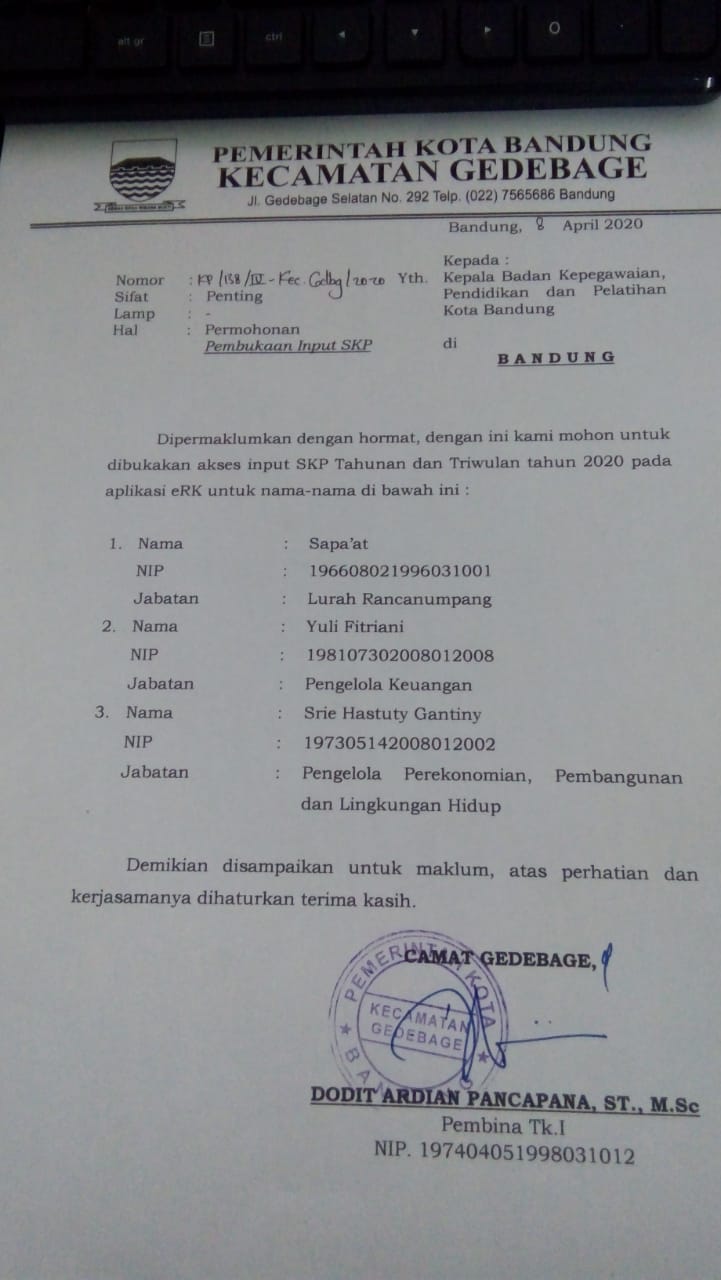 alt gr
ctrl
PEMERINTAH KOTA BANDUNG
KECAMATAN GEDEBAGE
Jl. Gedebage Selatan No. 292 Telp. (022) 7565686 Bandung
Bandung, 8 April 2020
Kepada :
Nomor : KP/138/IV-Kec.Gdbg/2020 Yth. Kepala Badan Kepegawaian,
Sifat : Penting Pendidikan dan Pelatihan
Lamp : - Kota Bandung
Hal : Permohonan
Pembukaan Input SKP di
BANDUNG
Dipermaklumkan dengan hormat, dengan ini kami mohon untuk
dibukakan akses input SKP Tahunan dan Triwulan tahun 2020 pada
aplikasi eRK untuk nama-nama di bawah ini :
1. Nama : Sapa'at
NIP : 196608021996031001
Jabatan : Lurah Rancanumpang
2. Nama : Yuli Fitriani
NIP : 198107302008012008
Jabatan : Pengelola Keuangan
3. Nama : Srie Hastuty Gantiny
NIP : 197305142008012002
Jabatan : Pengelola Perekonomian, Pembangunan
dan Lingkungan Hidup
Demikian disampaikan untuk maklum, atas perhatian dan
kerjasamanya dihaturkan terima kasih.
CAMAT GEDEBAGE,
PEMERINTAH KOTA
KECAMATAN
GEDEBAGE
DODIT ARDIAN PANCAPANA, ST., M.Sc
Pembina Tk.I
NIP. 197404051998031012